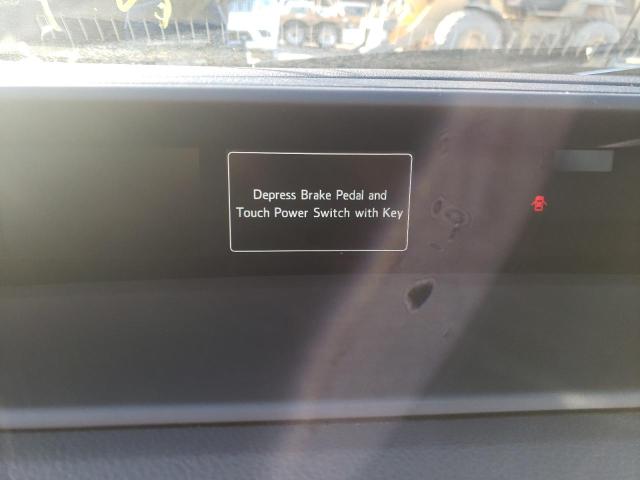 Depress Brake Pedal and
Touch Power Switch with Key